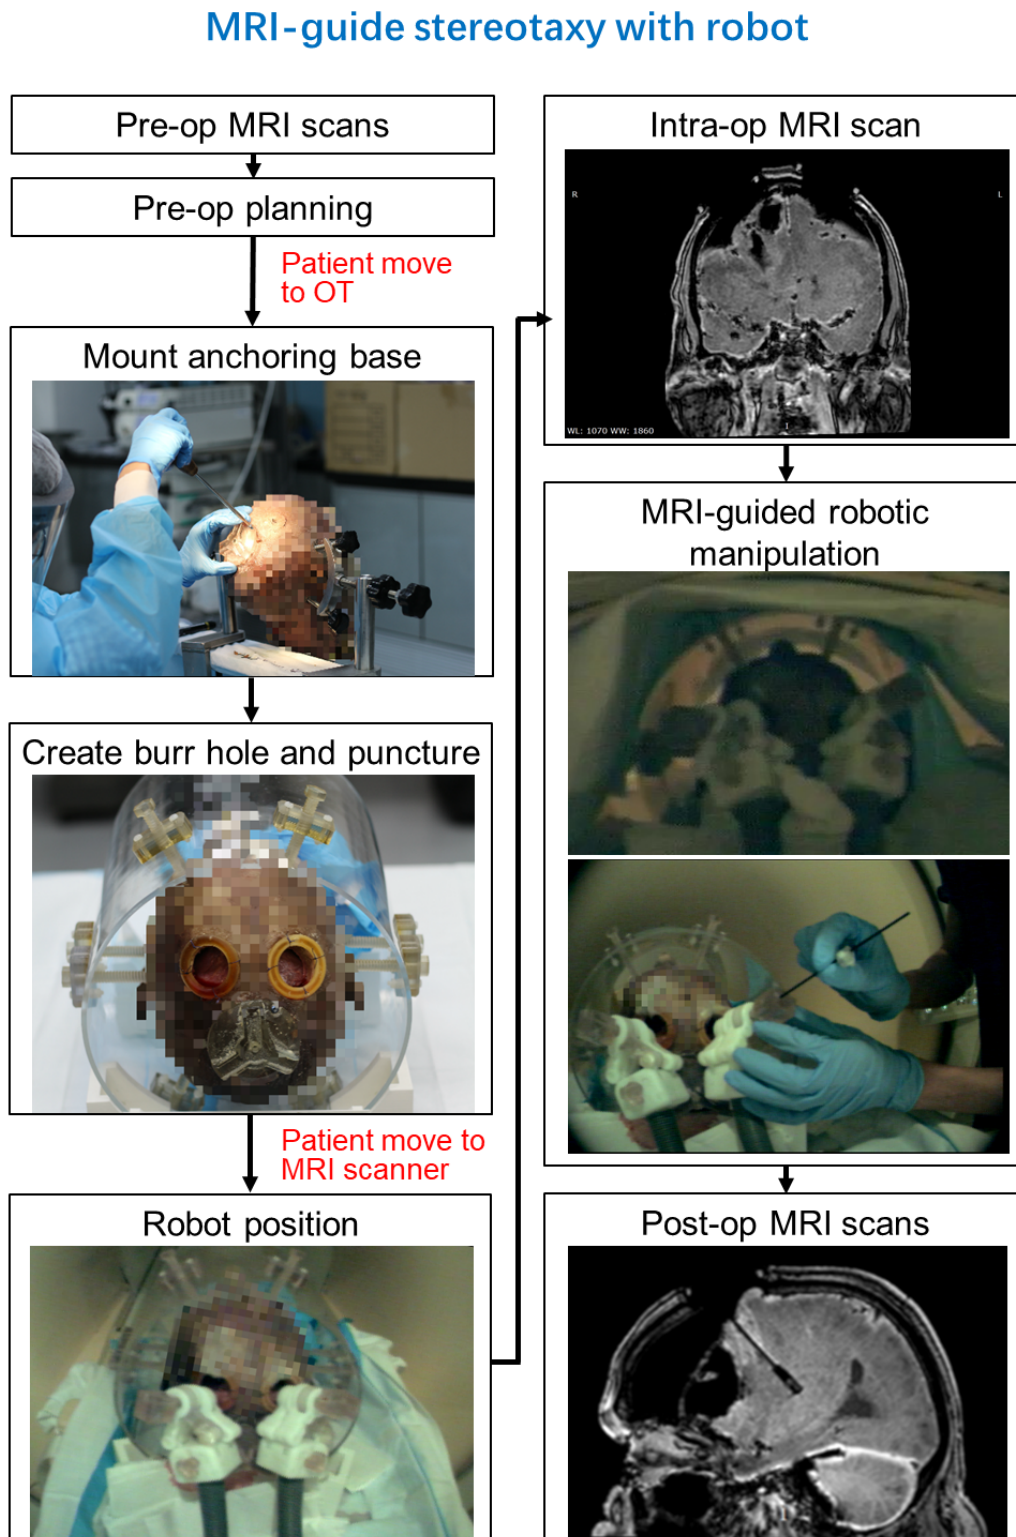 MRI-guide stereotaxy with robot
Pre-op MRI scans
Pre-op planning
Patient move
to OT
Mount anchoring base
Create burr hole and puncture
Patient move to
MRI scanner
Robot position
Intra-op MRI scan
R
L
I
WL: 1070 WW: 1860
MRI-guided robotic
manipulation
Post-op MRI scans